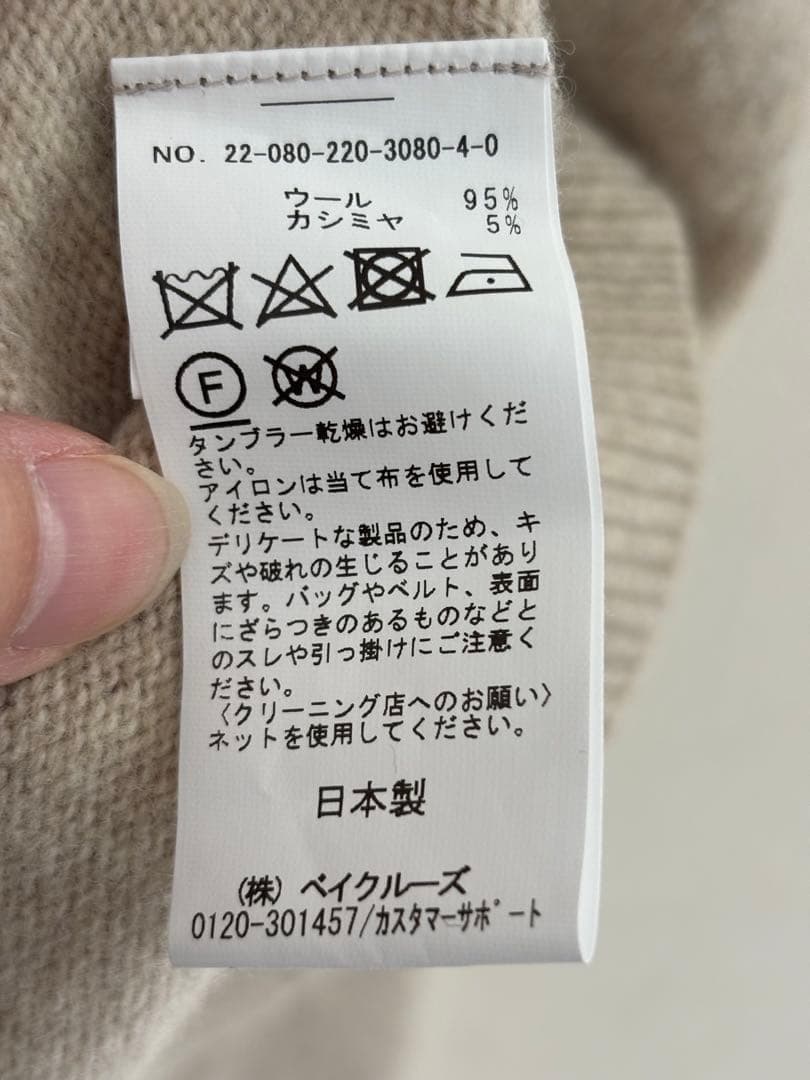 NO. 22-080-220-3080-4-0
ウール 95%
カシミヤ 5%
F
W
タンブラー乾燥はお避けくだ
さい。
アイロンは当て布を使用して
ください。
デリケートな製品のため、キ
ズや破れの生じることがあり
ます。バッグやベルト、表面
にざらつきのあるものなどと
のスレや引っ掛けにご注意く
ださい。
〈クリーニング店へのお願い〉
ネットを使用してください。
日本製
(株) ベイクルーズ
0120-301457/カスタマーサポート